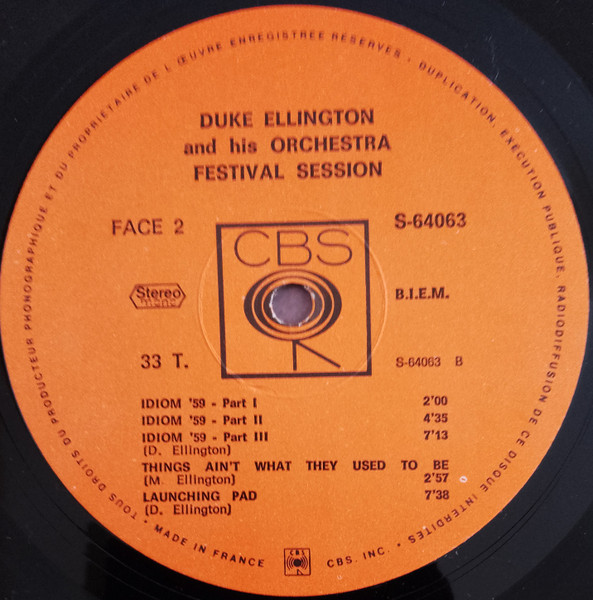 TOUS DROITS DU PRODUCTEUR PHONOGRAPHIQUE ET DU PROPRIETAIRE DE L'ŒUVRE ENREGISTREE RESERVES • DUPLICATION, EXECUTION PUBLIQUE, RADIODIFFUSION DE CE DISQUE INTERDITES •
DUKE ELLINGTON
and his ORCHESTRA
FESTIVAL SESSION
FACE 2
S-64063
CBS
Stereo
mono
B.I.E.M.
33 T.
S-64063 B
IDIOM '59 - Part I 2'00
IDIOM '59 - Part II 4'35
IDIOM '59 - Part III 7'13
(D. Ellington)
THINGS AIN'T WHAT THEY USED TO BE
(M. Ellington) 2'57
LAUNCHING PAD 7'38
(D. Ellington)
• MADE IN FRANCE
CBS
CBS. INC. •